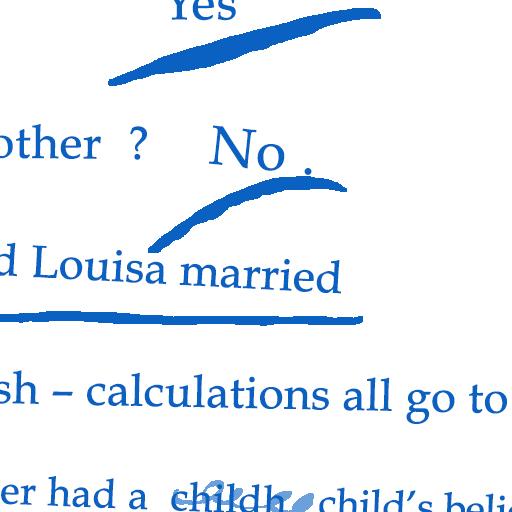 Yes
other ? No .
d Louisa married
sh – calculations all go to
er had a childh child's beli